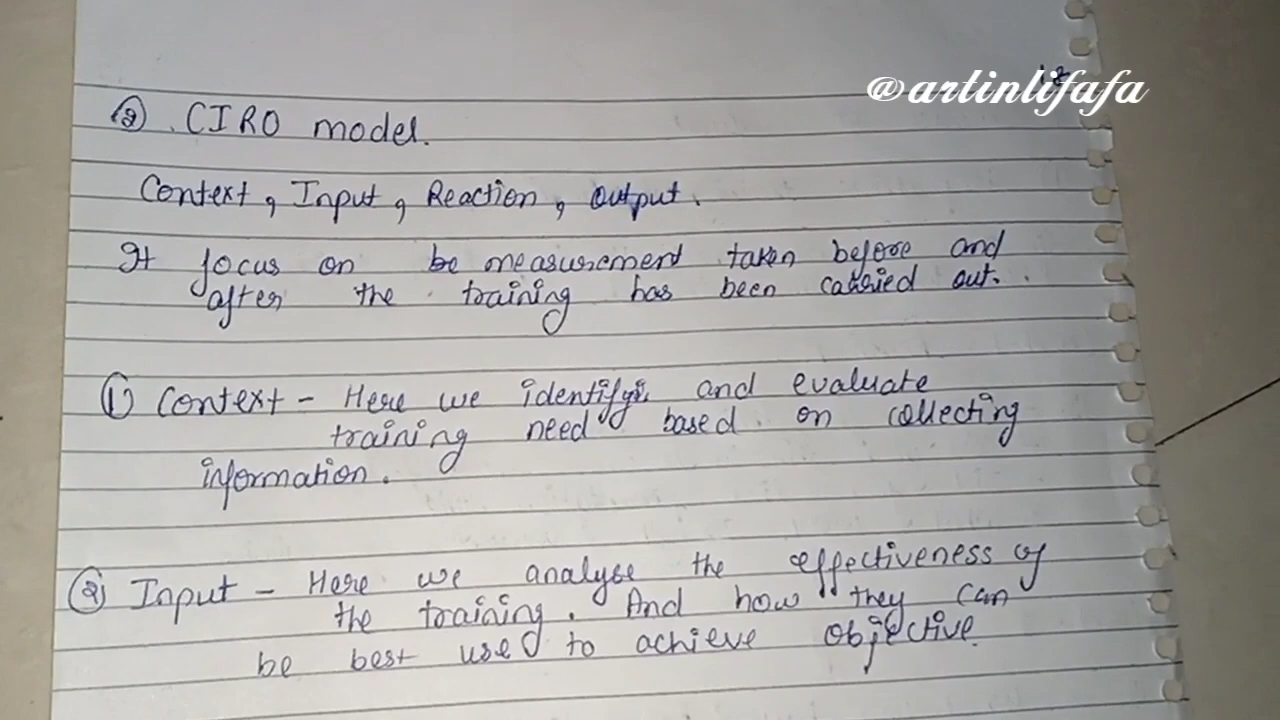 @artinlifafa
② CIRO model.
Context, Input, Reaction, Output.
It focus on be measurement taken before and
after the training has been carried out.
① Context - Here we identify and evaluate
training need based on collecting
information.
② Input - Here we analyse the effectiveness of
the training. And how they can
be best used to achieve objective.